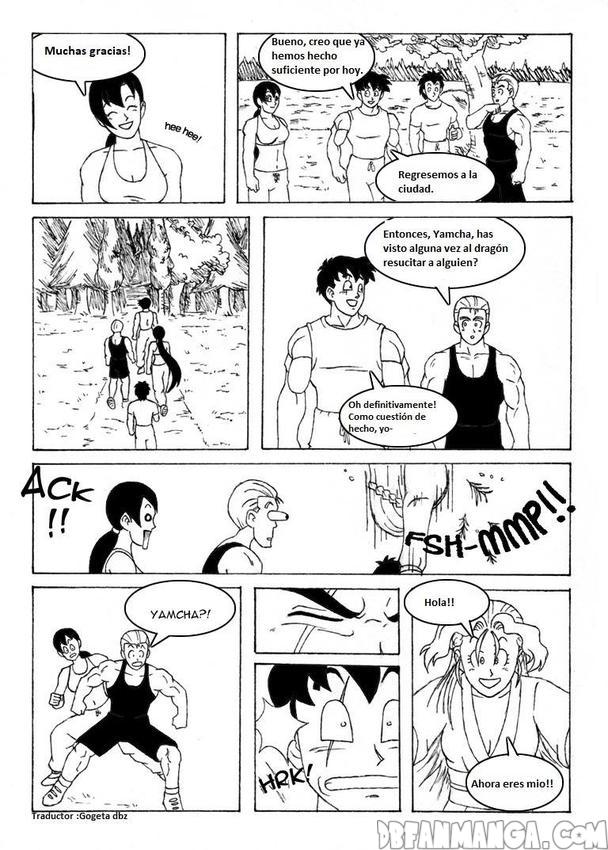 Muchas gracias!
hee hee!
Bueno, creo que ya
hemos hecho
suficiente por hoy.
Regresemos a la
ciudad.
Entonces, Yamcha, has
visto alguna vez al dragón
resucitar a alguien?
Oh definitivamente!
Como cuestión de
hecho, yo-
ACK
!!
FSH-MMP!!
YAMCHA?!
HRK!
Hola!!
Ahora eres mio!!
Traductor :Gogeta dbz
DBFANMANGA.COM